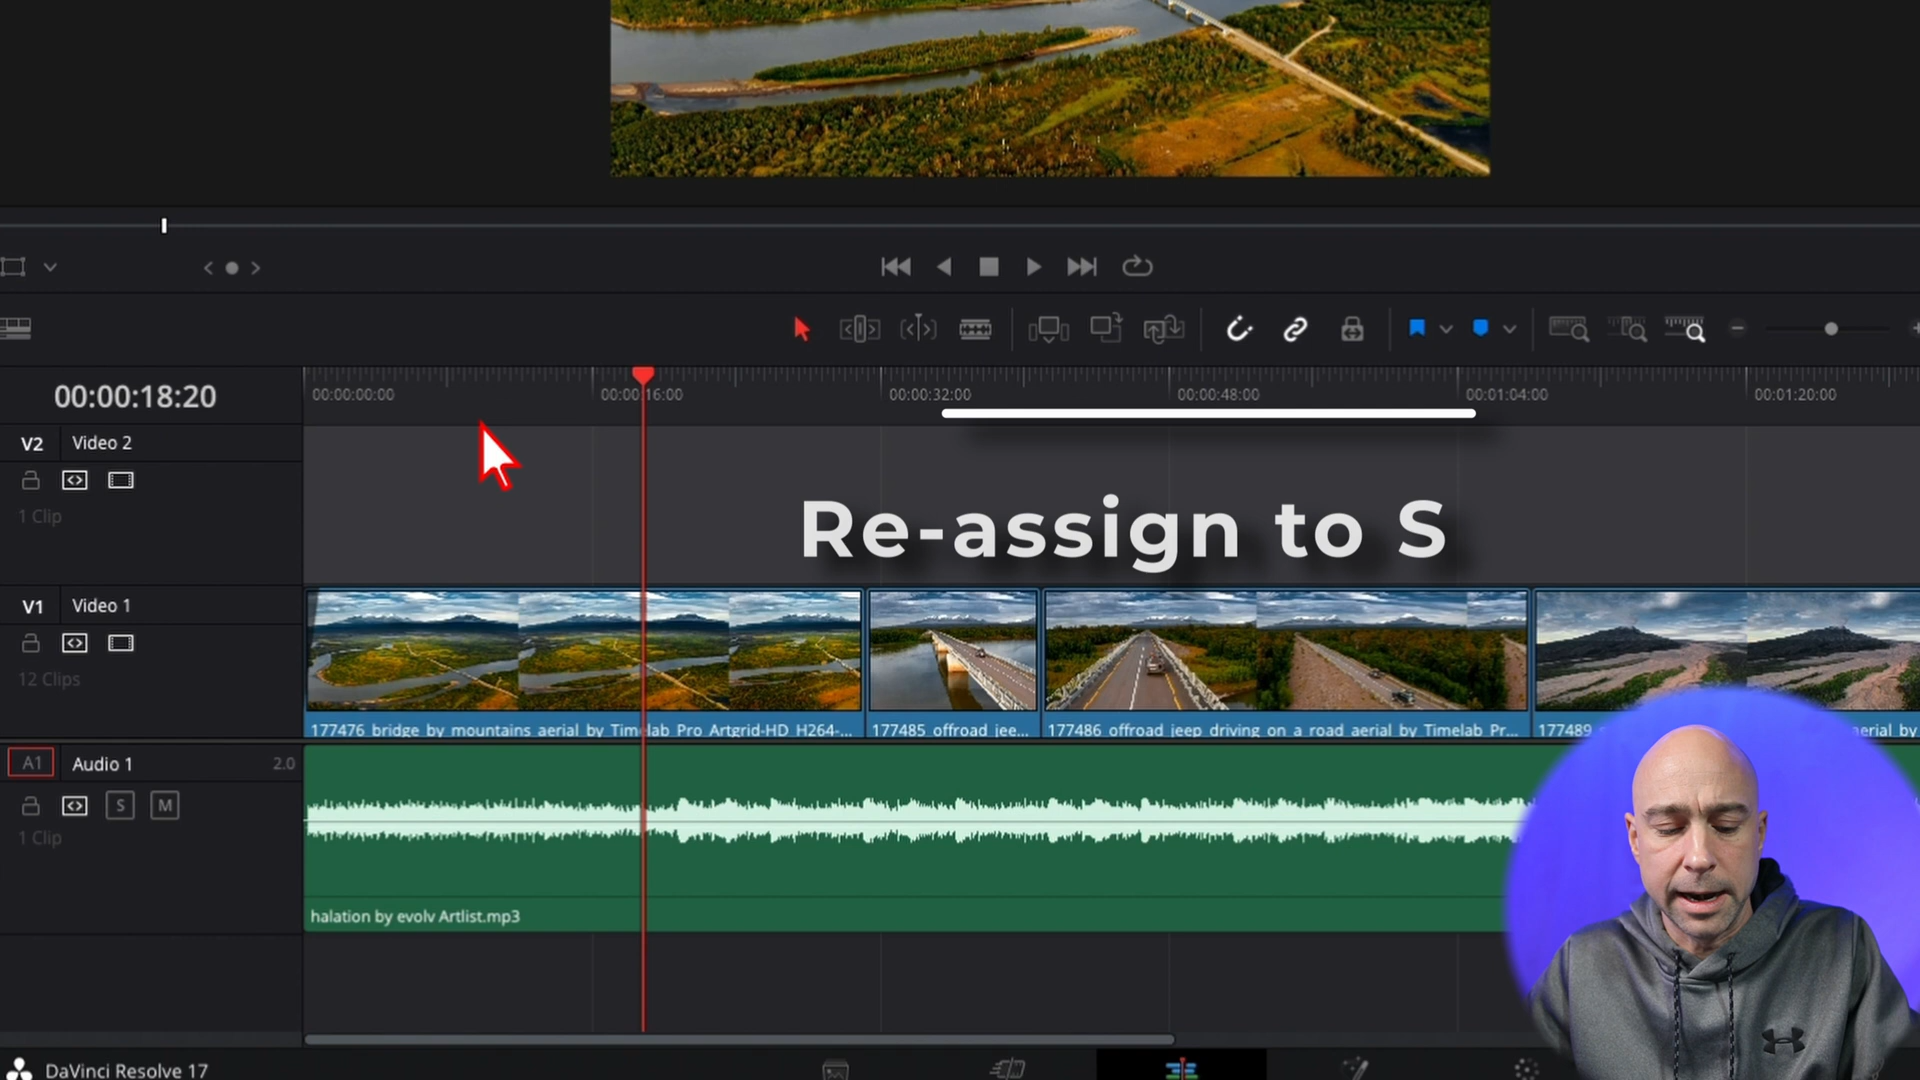 00:00:18:20
00:00:00:00
00:00:16:00
00:00:32:00
00:00:48:00
00:01:04:00
00:01:20:00
V2 Video 2
1 Clip
Re-assign to S
V1 Video 1
12 Clips
177476 bridge by mountains aerial by Timelab Pro Artgrid-HD H264-...
177485 offroad jee...
177486 offroad jeep driving on a road aerial by Timelab Pr...
177489
aerial by
A1 Audio 1 2.0
S M
1 Clip
halation by evolv Artlist.mp3
DaVinci Resolve 17